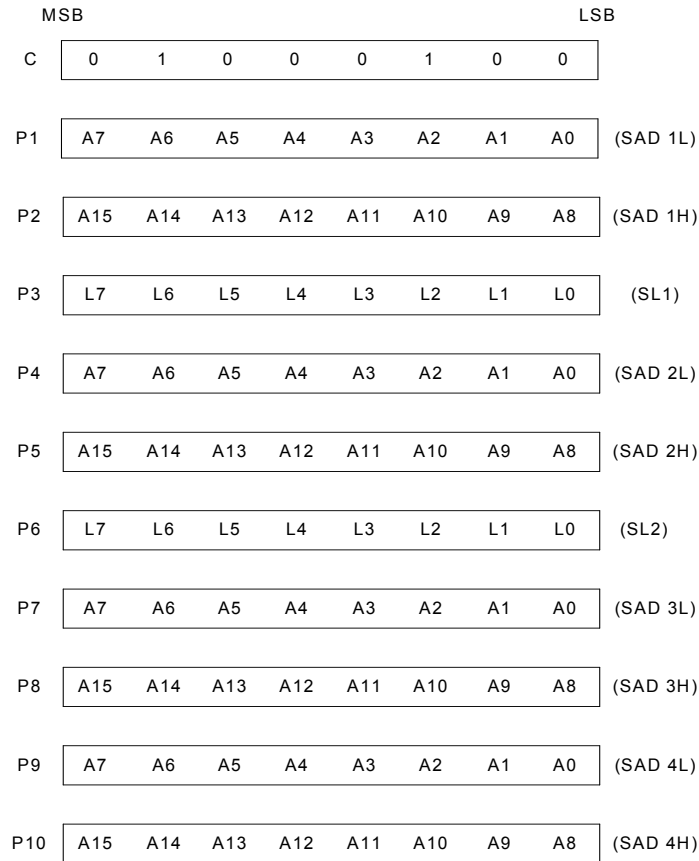 MSB LSB
C 0 1 0 0 0 1 0 0
P1 A7 A6 A5 A4 A3 A2 A1 A0 (SAD 1L)
P2 A15 A14 A13 A12 A11 A10 A9 A8 (SAD 1H)
P3 L7 L6 L5 L4 L3 L2 L1 L0 (SL1)
P4 A7 A6 A5 A4 A3 A2 A1 A0 (SAD 2L)
P5 A15 A14 A13 A12 A11 A10 A9 A8 (SAD 2H)
P6 L7 L6 L5 L4 L3 L2 L1 L0 (SL2)
P7 A7 A6 A5 A4 A3 A2 A1 A0 (SAD 3L)
P8 A15 A14 A13 A12 A11 A10 A9 A8 (SAD 3H)
P9 A7 A6 A5 A4 A3 A2 A1 A0 (SAD 4L)
P10 A15 A14 A13 A12 A11 A10 A9 A8 (SAD 4H)